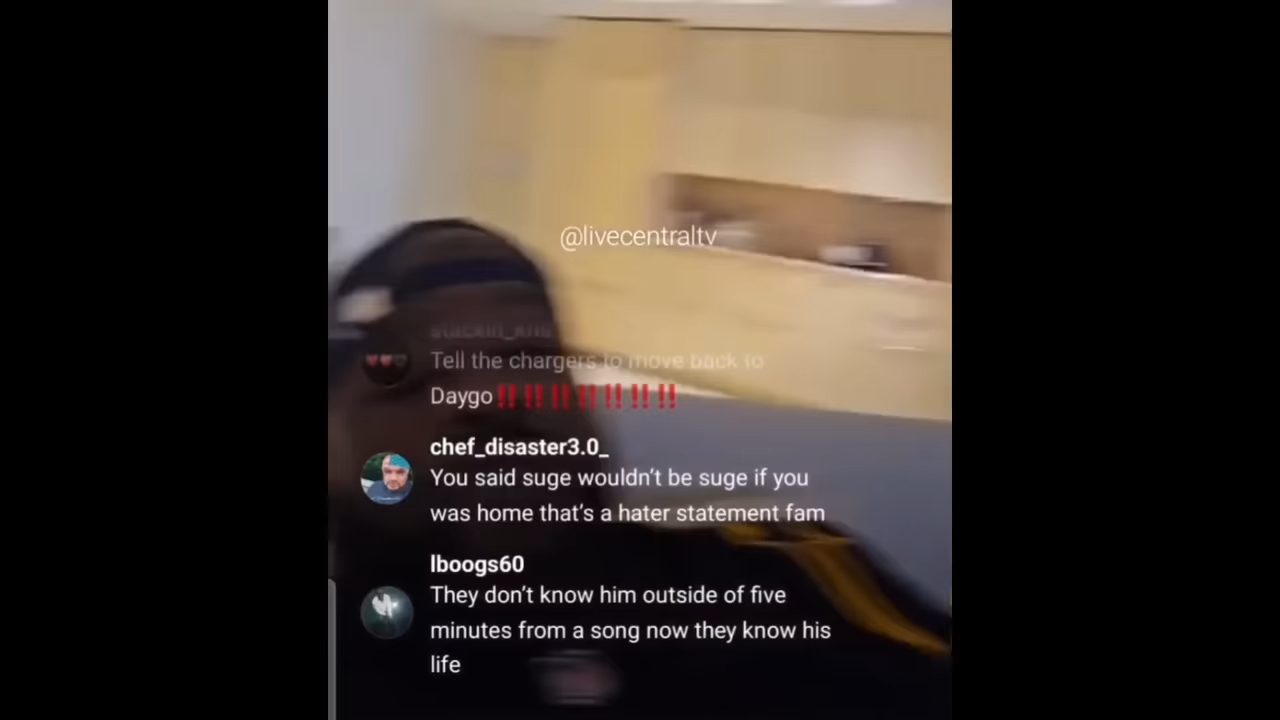 @livecentraltv
Tell the chargers to move back to
Daygo‼️‼️‼️‼️‼️‼️‼️
chef_disaster3.0_
You said suge wouldn't be suge if you
was home that's a hater statement fam
lboogs60
They don't know him outside of five
minutes from a song now they know his
life